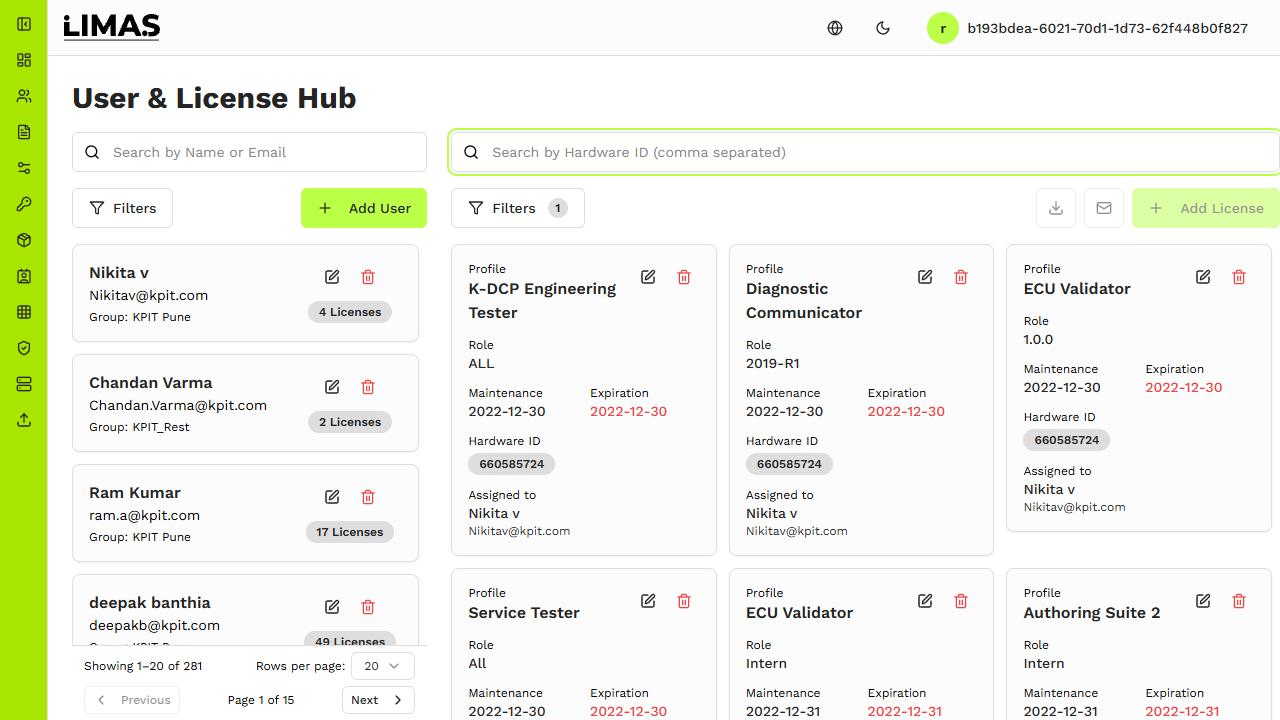 LIMAS
r
b193bdea-6021-70d1-1d73-62f448b0f827
User & License Hub
Search by Name or Email
Search by Hardware ID (comma separated)
Filters
Add User
Filters 1
Add License
Nikita v
Nikitav@kpit.com
Group: KPIT Pune
4 Licenses
Chandan Varma
Chandan.Varma@kpit.com
Group: KPIT_Rest
2 Licenses
Ram Kumar
ram.a@kpit.com
Group: KPIT Pune
17 Licenses
deepak banthia
deepakb@kpit.com
49 Licenses
Showing 1–20 of 281
Rows per page: 20
Previous
Page 1 of 15
Next
Profile
K-DCP Engineering
Tester
Role
ALL
Maintenance Expiration
2022-12-30 2022-12-30
Hardware ID
660585724
Assigned to
Nikita v
Nikitav@kpit.com
Profile
Diagnostic
Communicator
Role
2019-R1
Maintenance Expiration
2022-12-30 2022-12-30
Hardware ID
660585724
Assigned to
Nikita v
Nikitav@kpit.com
Profile
ECU Validator
Role
1.0.0
Maintenance Expiration
2022-12-30 2022-12-30
Hardware ID
660585724
Assigned to
Nikita v
Nikitav@kpit.com
Profile
Service Tester
Role
All
Maintenance Expiration
2022-12-30 2022-12-30
Profile
ECU Validator
Role
Intern
Maintenance Expiration
2022-12-31 2022-12-31
Profile
Authoring Suite 2
Role
Intern
Maintenance Expiration
2022-12-31 2022-12-31